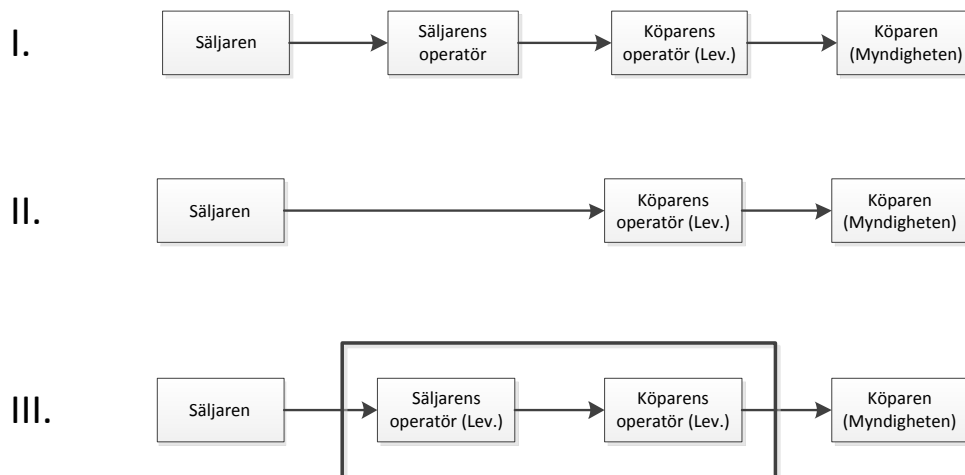 I.
Säljaren
Säljarens
operatör
Köparens
operatör (Lev.)
Köparen
(Myndigheten)
II.
Säljaren
Köparens
operatör (Lev.)
Köparen
(Myndigheten)
III.
Säljaren
Säljarens
operatör (Lev.)
Köparens
operatör (Lev.)
Köparen
(Myndigheten)